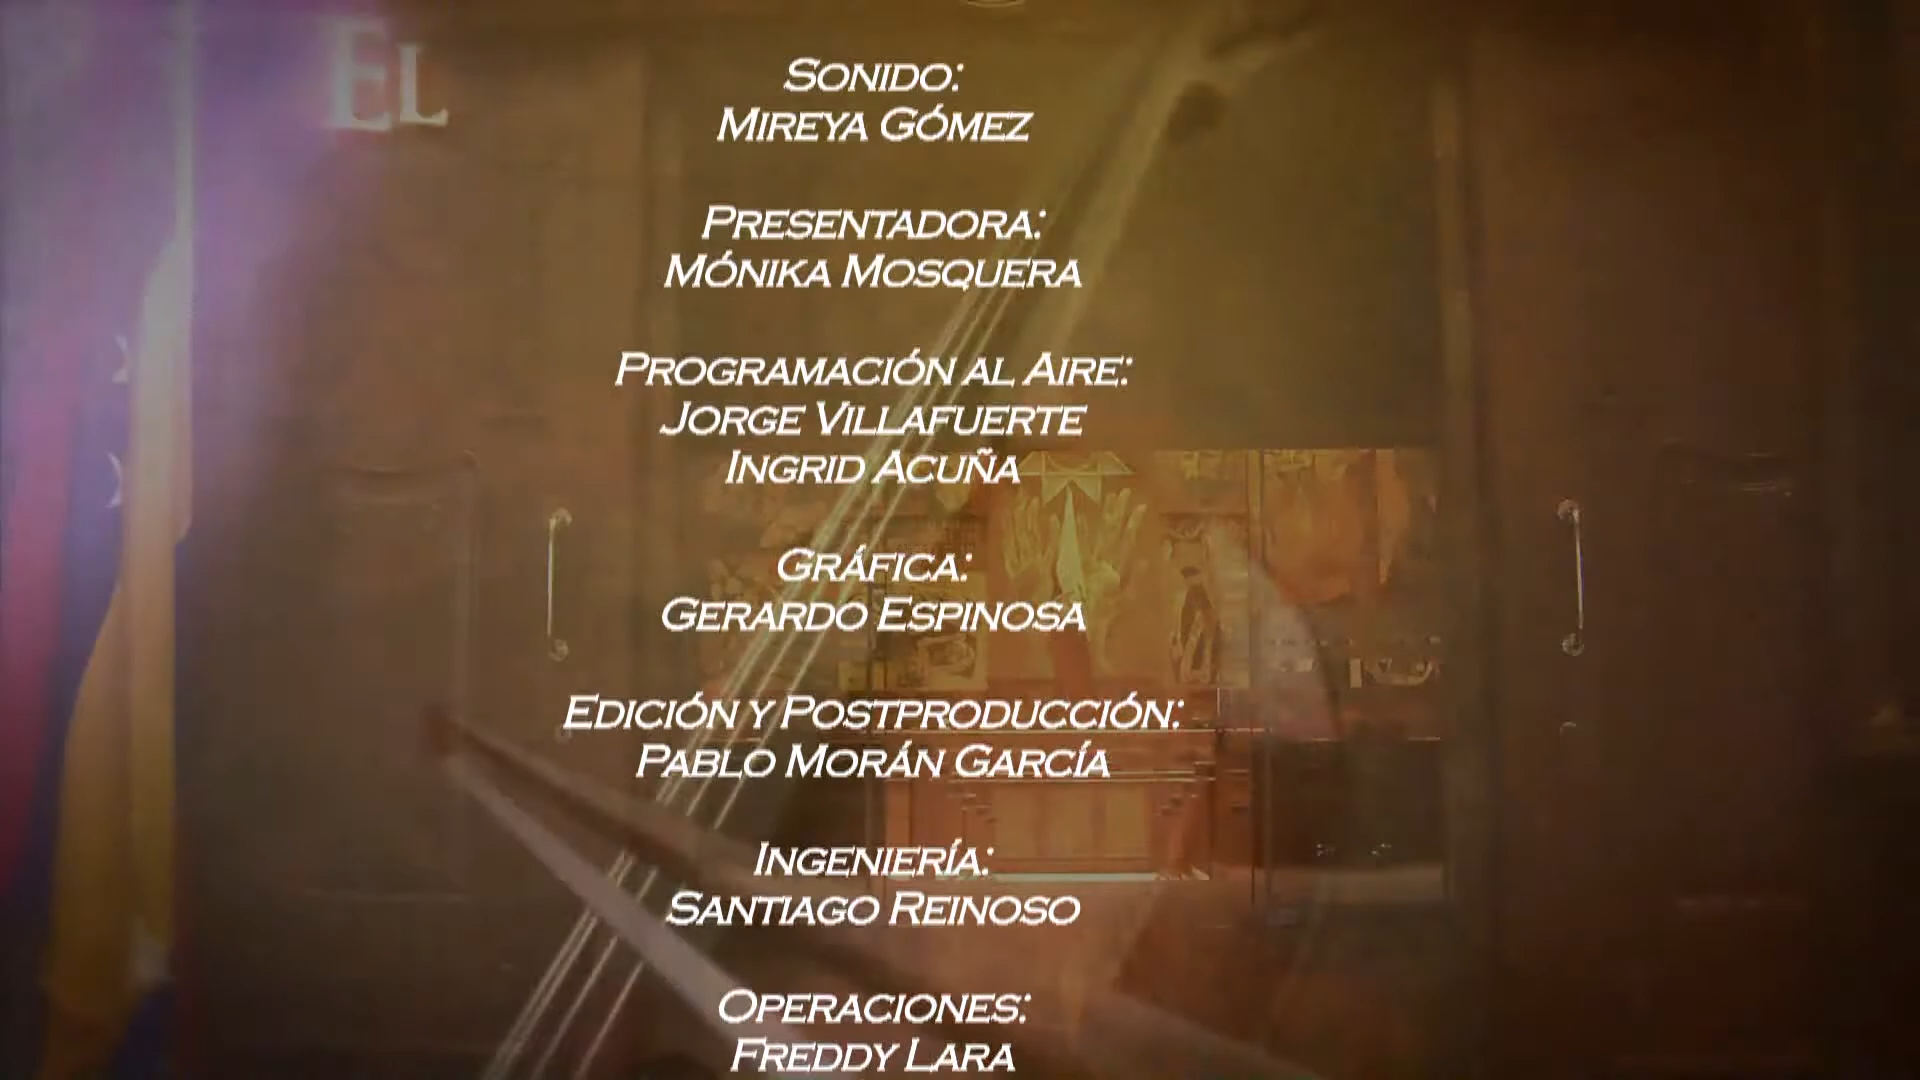 EL
SONIDO:
MIREYA GÓMEZ
PRESENTADORA:
MÓNIKA MOSQUERA
PROGRAMACIÓN AL AIRE:
JORGE VILLAFUERTE
INGRID ACUÑA
GRÁFICA:
GERARDO ESPINOSA
EDICIÓN Y POSTPRODUCCIÓN:
PABLO MORÁN GARCÍA
INGENIERÍA:
SANTIAGO REINOSO
OPERACIONES:
FREDDY LARA